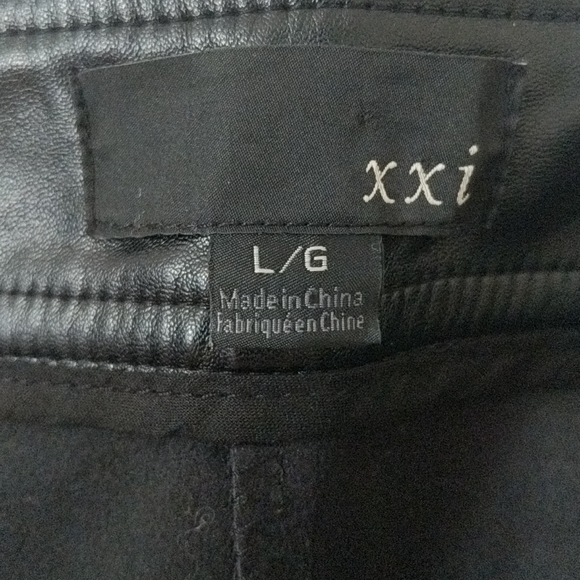 xxi
L/G
Made in China
Fabriqué en Chine